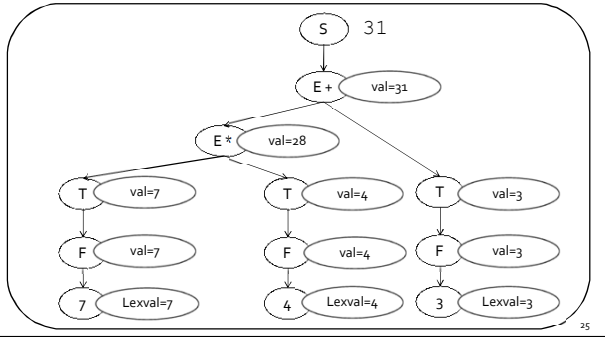 S 31
E + val=31
E * val=28
T val=7 T val=4 T val=3
F val=7 F val=4 F val=3
7 Lexval=7 4 Lexval=4 3 Lexval=3
25